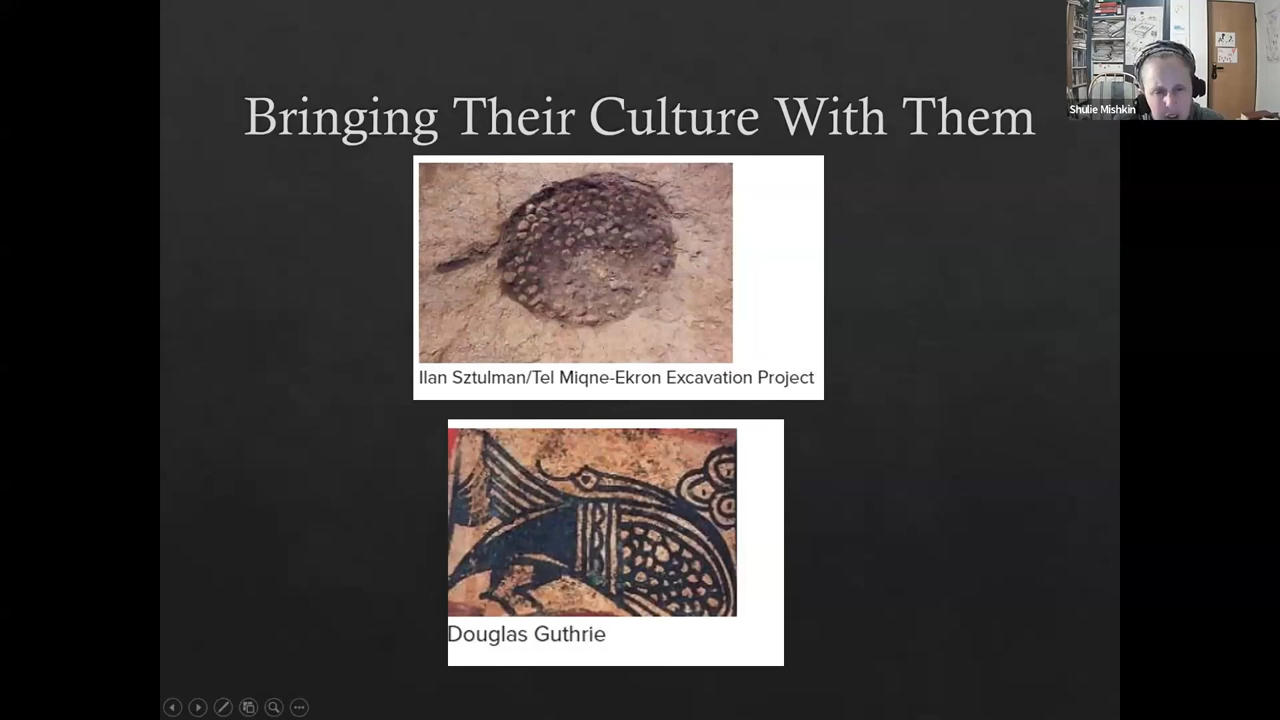 Bringing Their Culture With Them
Shulie Mishkin
Ilan Sztulman/Tel Miqne-Ekron Excavation Project
Douglas Guthrie